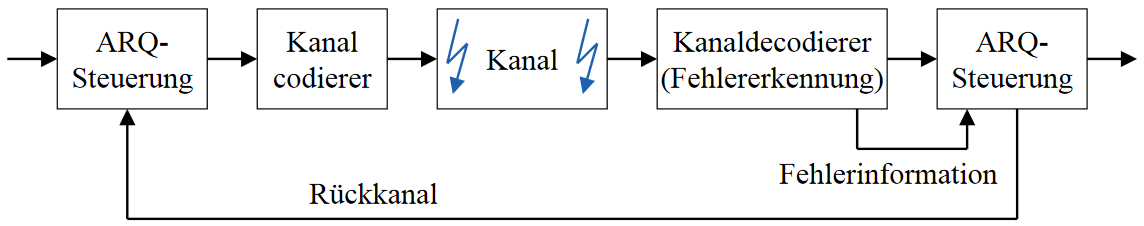 ARQ-
Steuerung
Kanal
codierer
Kanal
Kanaldecodierer
(Fehlererkennung)
ARQ-
Steuerung
Fehlerinformation
Rückkanal